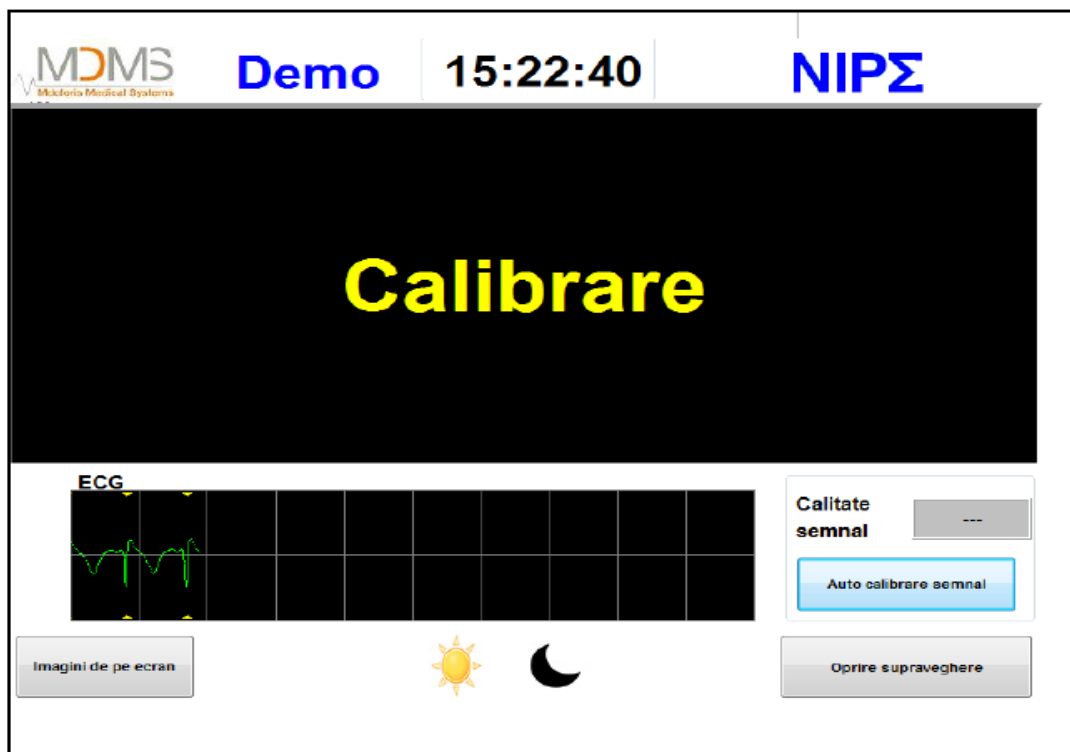 MDMS
Mdoloris Medical Systems
Demo
15:22:40
NIPΣ
Calibrare
ECG
Calitate
semnal
---
Auto calibrare semnal
Imagini de pe ecran
Oprire supraveghere